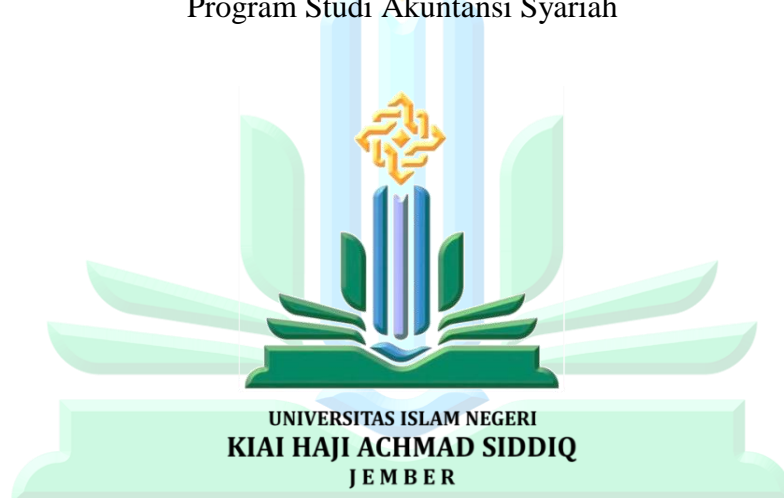 Program Studi Akuntansi Syariah
UNIVERSITAS ISLAM NEGERI
KIAI HAJI ACHMAD SIDDIQ
JEMBER